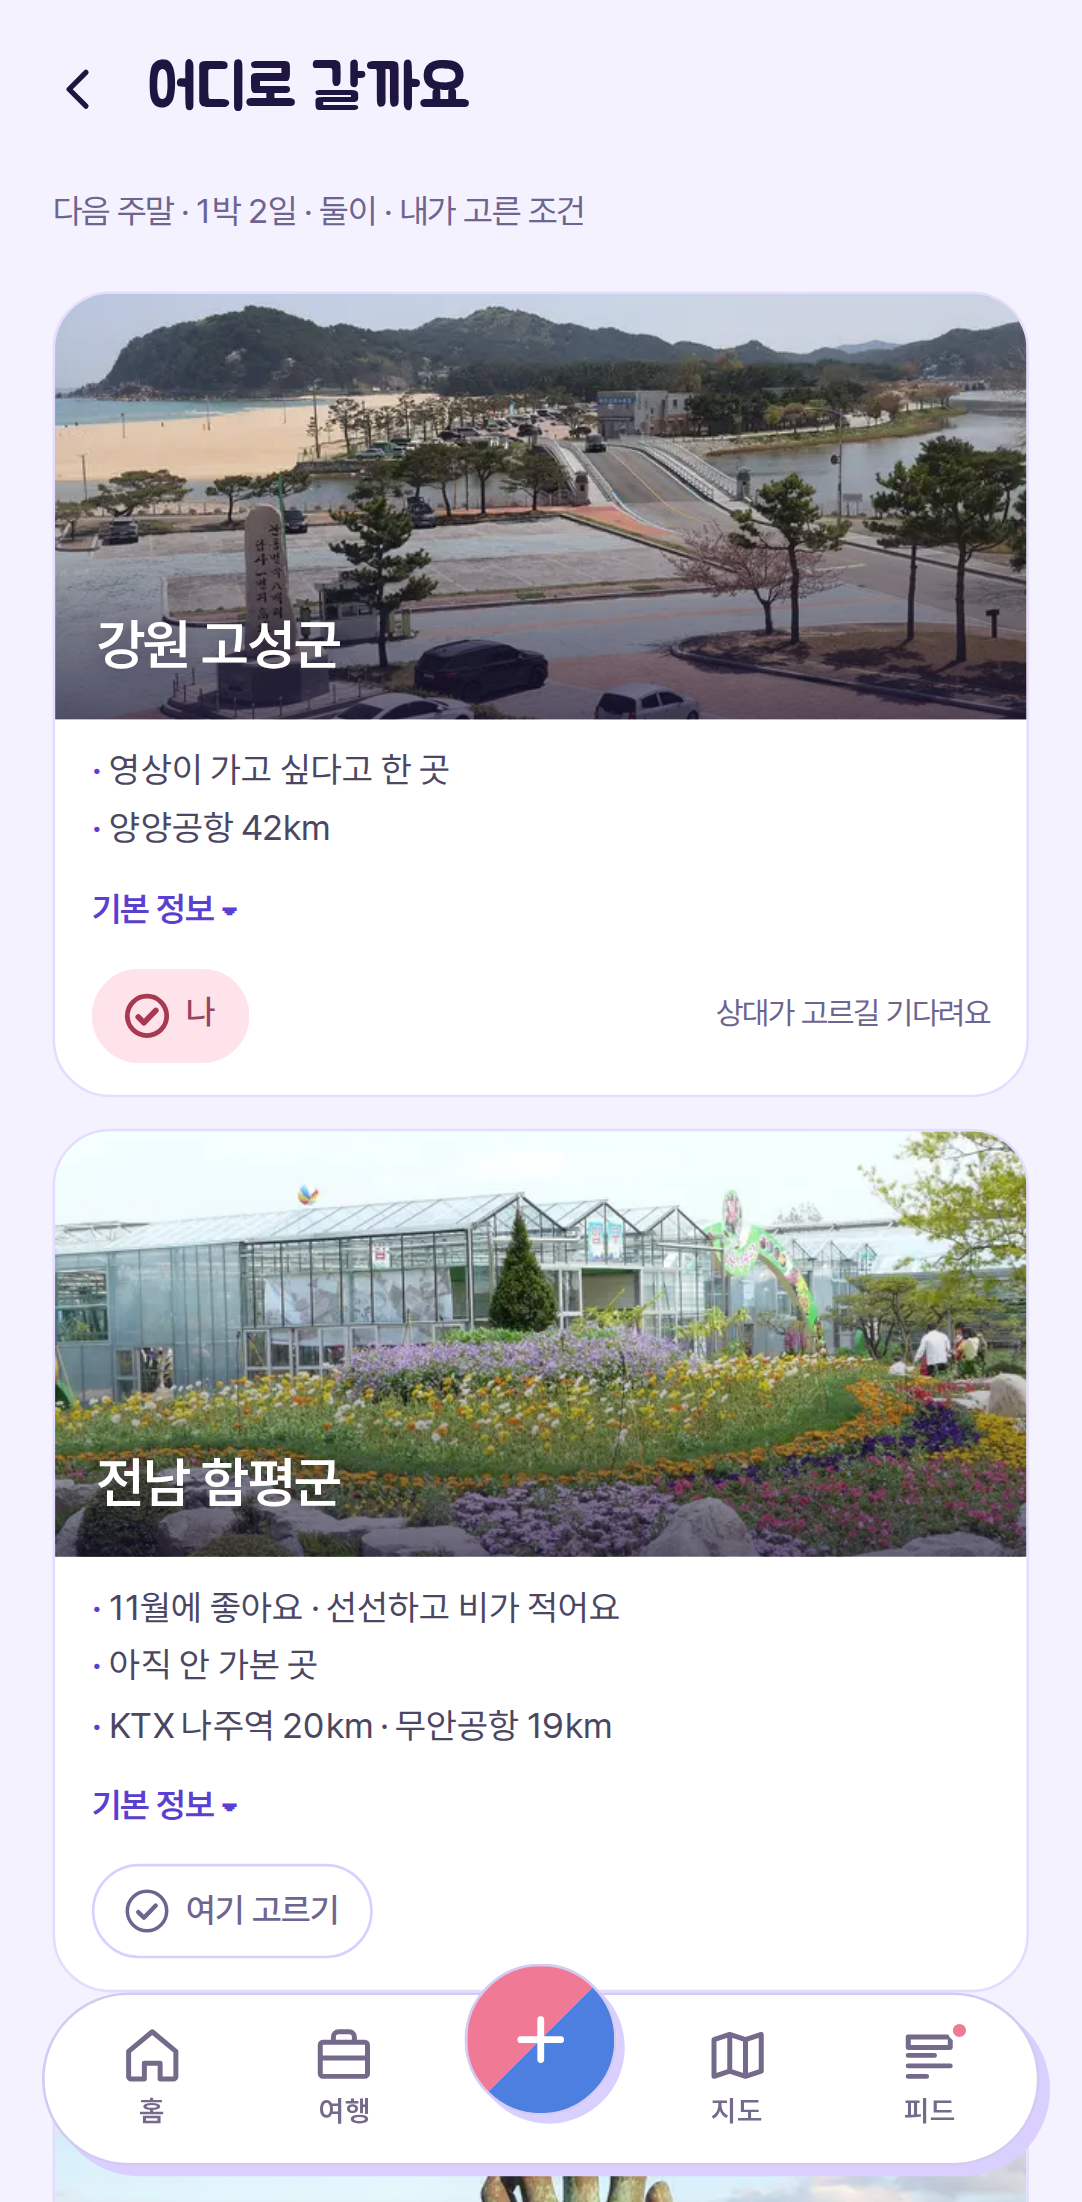 어디로 갈까요
다음 주말 · 1박 2일 · 둘이 · 내가 고른 조건
강원 고성군
· 영상이 가고 싶다고 한 곳
· 양양공항 42km
기본 정보
나
상대가 고르길 기다려요
전남 함평군
· 11월에 좋아요 · 선선하고 비가 적어요
· 아직 안 가본 곳
· KTX 나주역 20km · 무안공항 19km
기본 정보
여기 고르기
홈
여행
지도
피드